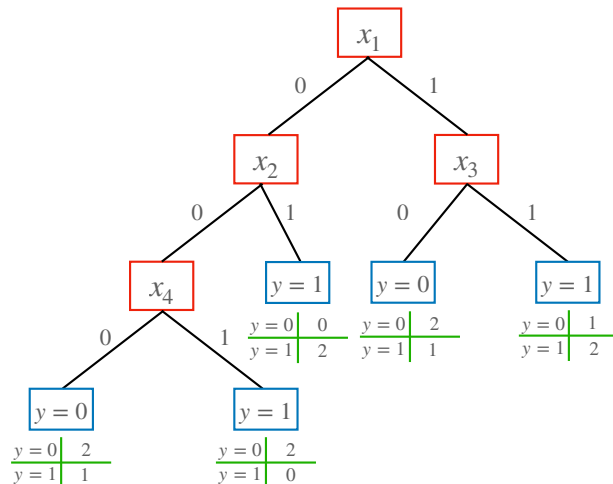 x₁
0 1
x₂ x₃
0 1 0 1
x₄ y = 1 y = 0 y = 1
y = 0 0 y = 0 2 y = 0 1
y = 1 2 y = 1 1 y = 1 2
0 1
y = 0 y = 1
y = 0 2 y = 0 2
y = 1 1 y = 1 0